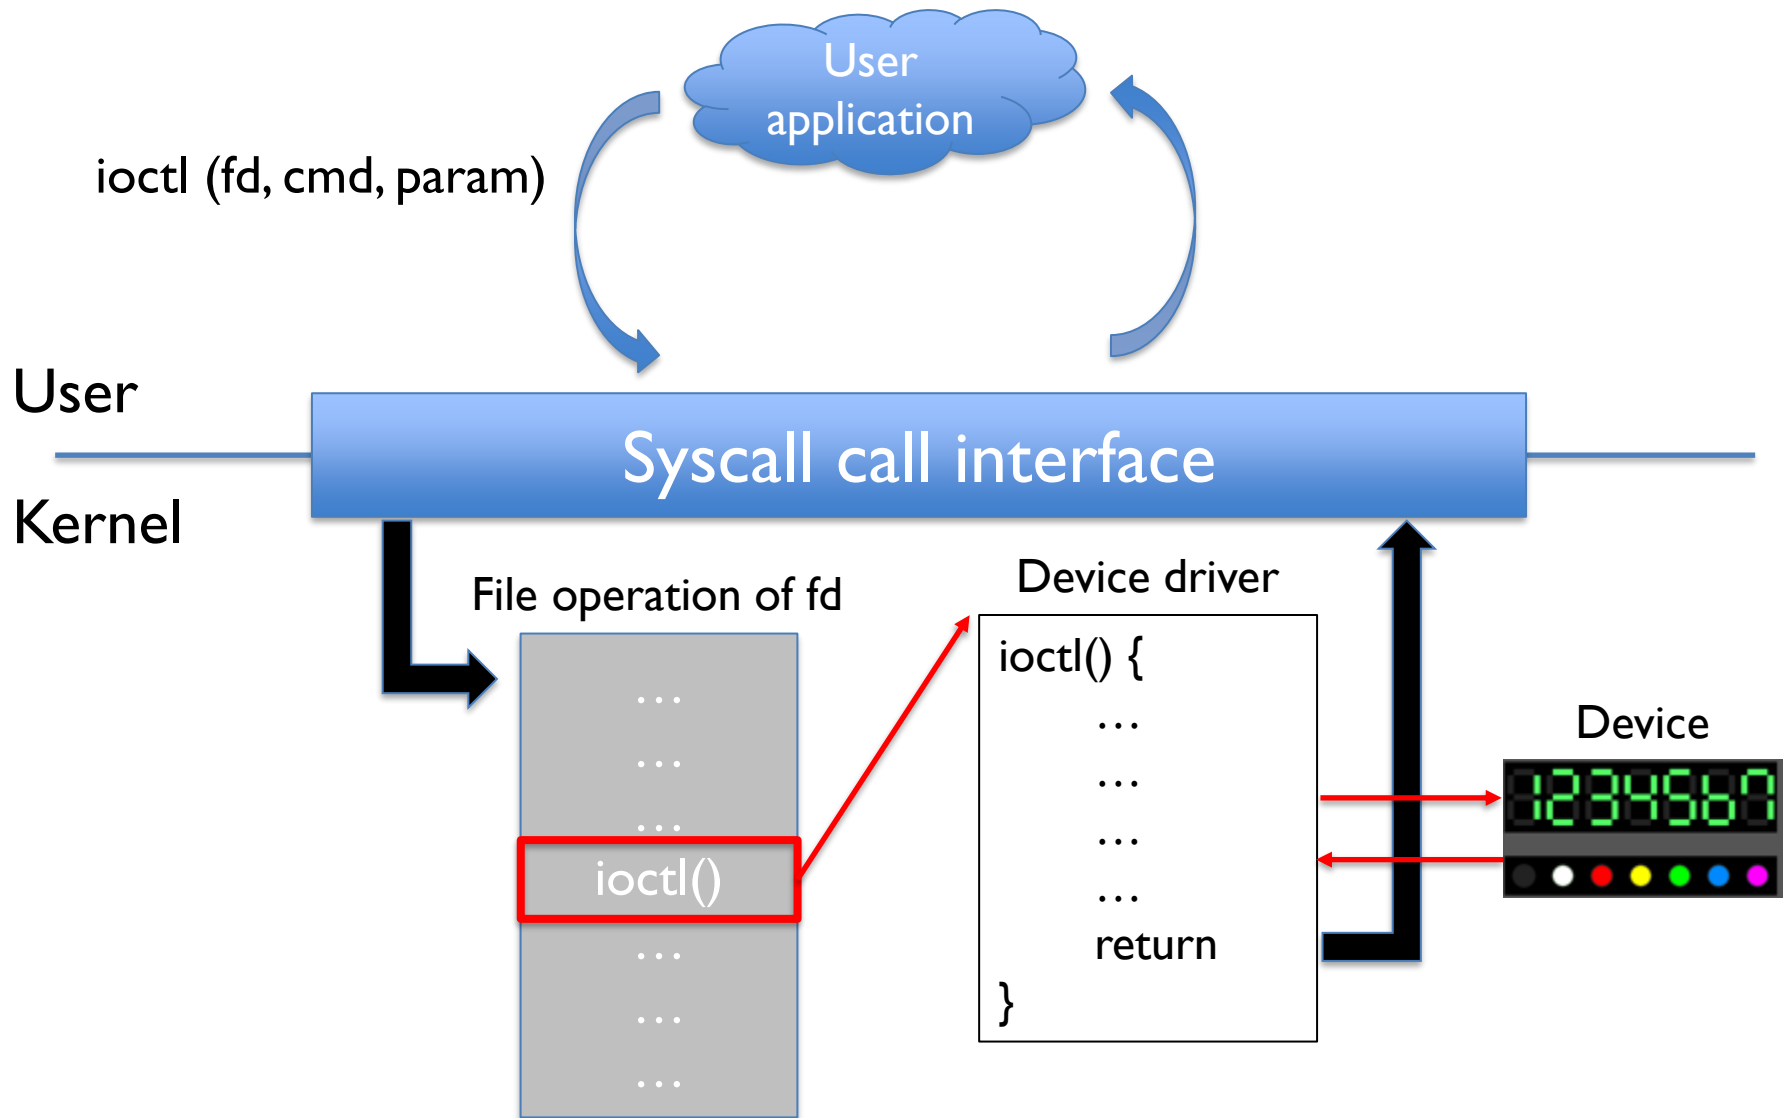 User
application
ioctl (fd, cmd, param)
User
Syscall call interface
Kernel
File operation of fd
...
...
...
ioctl()
...
...
...
Device driver
ioctl() {
...
...
...
...
return
}
Device
1234567